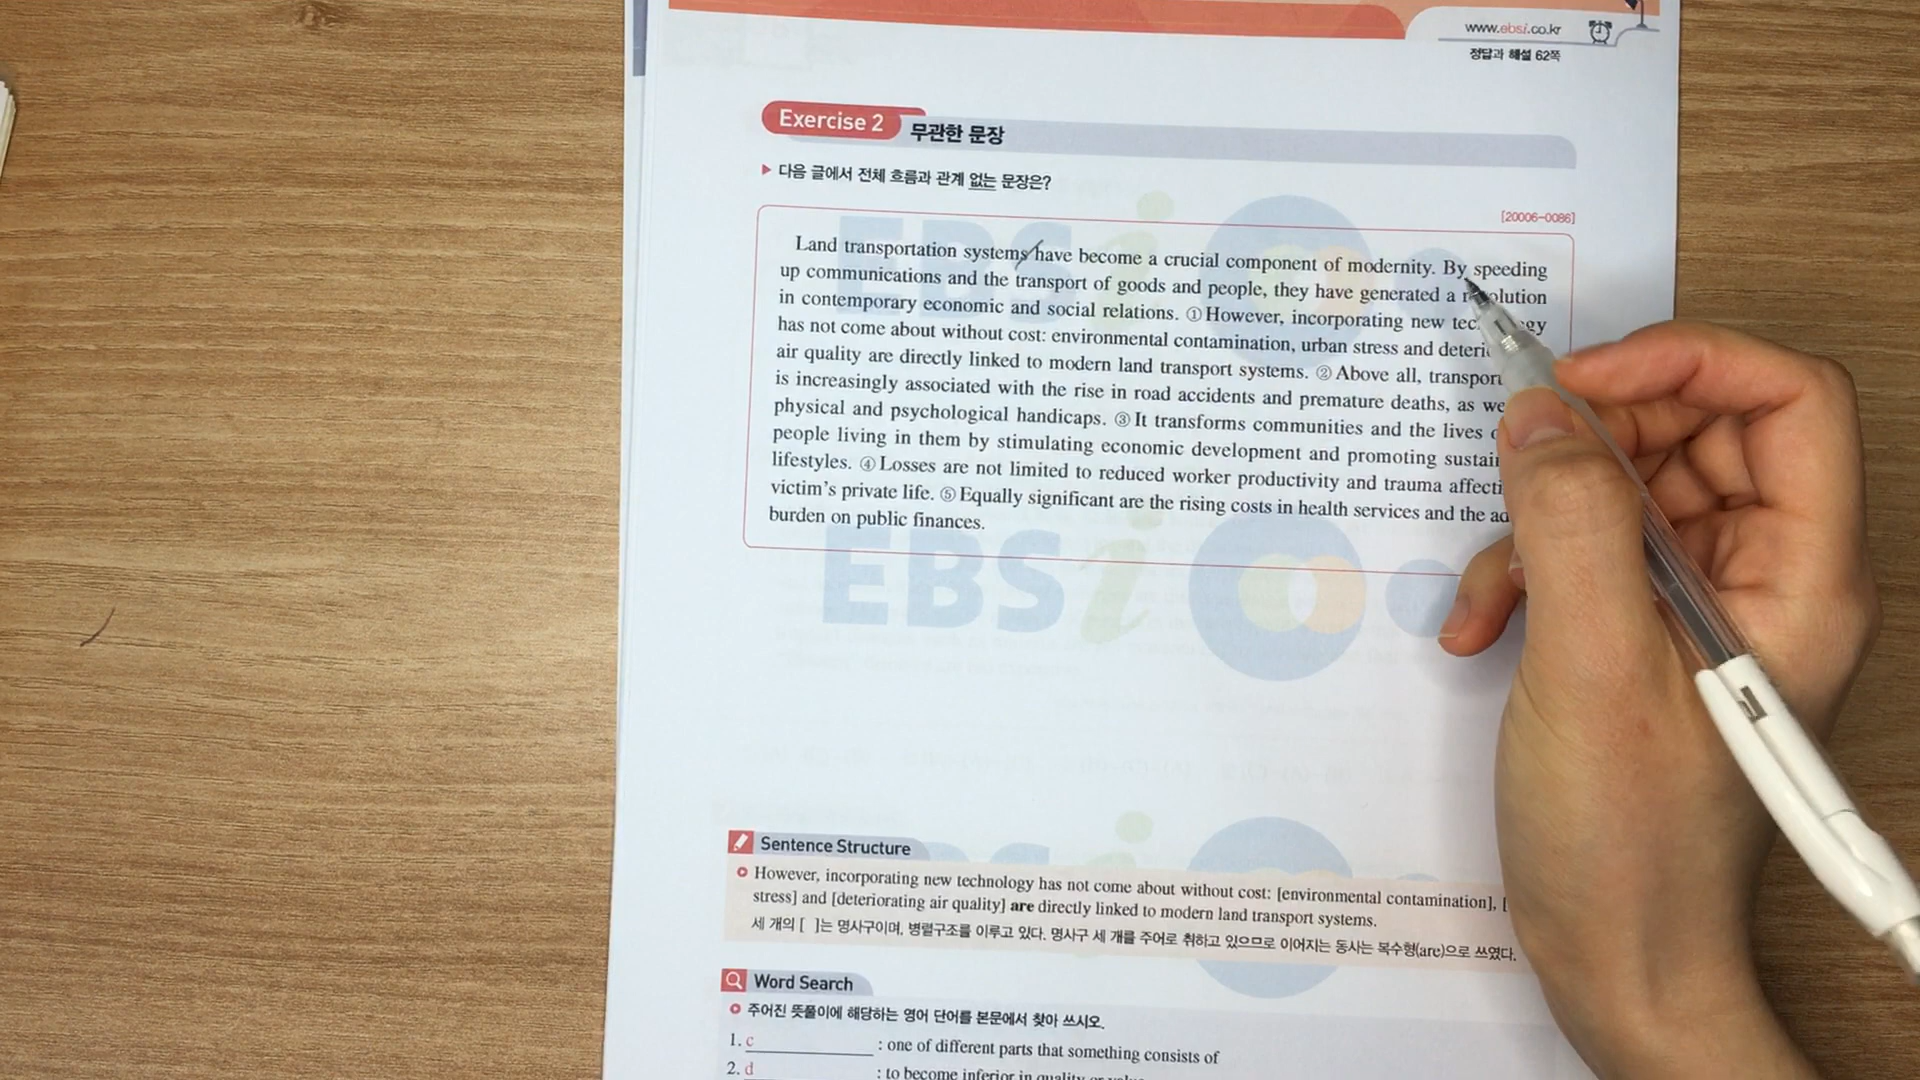 www.ebsi.co.kr
정답과 해설 62쪽
Exercise 2 무관한 문장
다음 글에서 전체 흐름과 관계 없는 문장은?
[20006-0086]
Land transportation systems have become a crucial component of modernity. By speeding
up communications and the transport of goods and people, they have generated a
in contemporary economic and social relations. ① However, incorporating new
has not come about without cost: environmental contamination, urban stress and
air quality are directly linked to modern land transport systems. ② Above all,
is increasingly associated with the rise in road accidents and premature deaths, as
physical and psychological handicaps. ③ It transforms communities and the lives
people living in them by stimulating economic development and promoting
lifestyles. ④ Losses are not limited to reduced worker productivity and trauma
victim's private life. ⑤ Equally significant are the rising costs in health services and the
burden on public finances.
EBSi
EBSi
Sentence Structure
However, incorporating new technology has not come about without cost: [environmental contamination], [
stress] and [deteriorating air quality] are directly linked to modern land transport systems.
세 개의 [ ]는 명사구이며, 병렬구조를 이루고 있다. 명사구 세 개를 주어로 취하고 있으므로 이어지는 동사는 복수형(are)으로 쓰였다.
Word Search
주어진 뜻풀이에 해당하는 영어 단어를 본문에서 찾아 쓰시오.
1. c : one of different parts that something consists of
2. d : to become inferior in quality or value